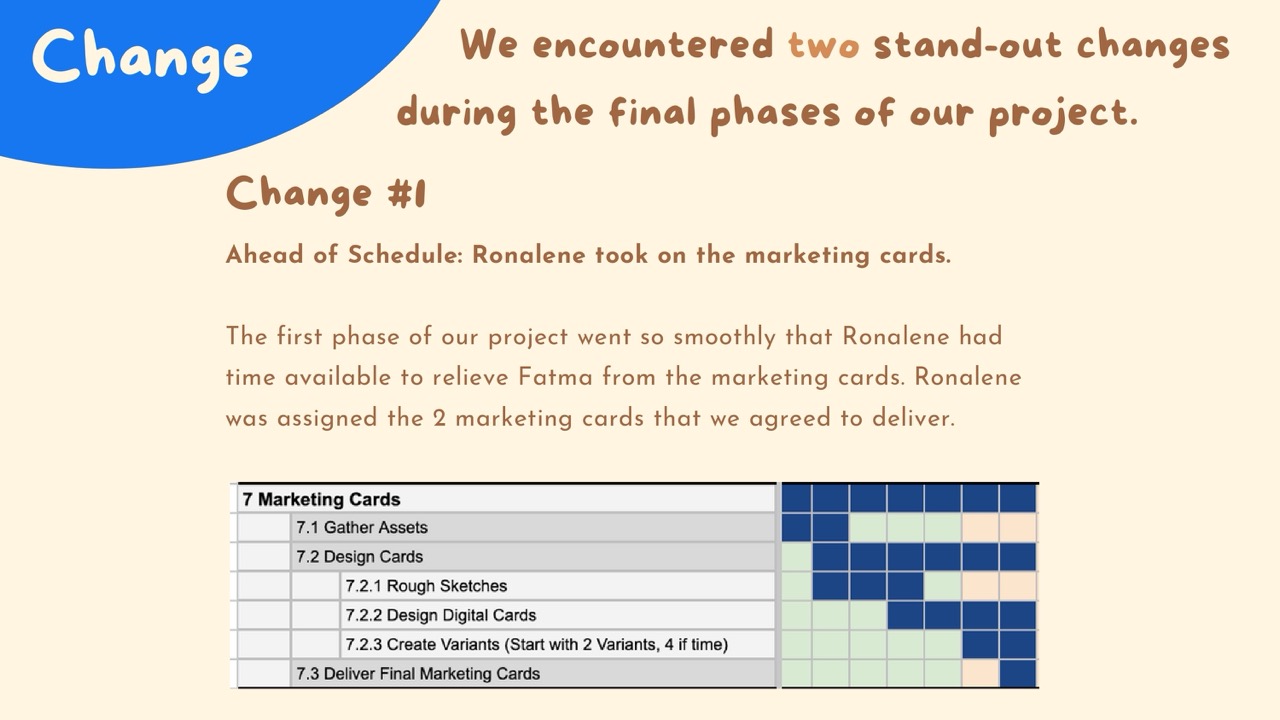 Change
We encountered two stand-out changes
during the final phases of our project.
Change #1
Ahead of Schedule: Ronalene took on the marketing cards.
The first phase of our project went so smoothly that Ronalene had
time available to relieve Fatma from the marketing cards. Ronalene
was assigned the 2 marketing cards that we agreed to deliver.
7 Marketing Cards
7.1 Gather Assets
7.2 Design Cards
7.2.1 Rough Sketches
7.2.2 Design Digital Cards
7.2.3 Create Variants (Start with 2 Variants, 4 if time)
7.3 Deliver Final Marketing Cards